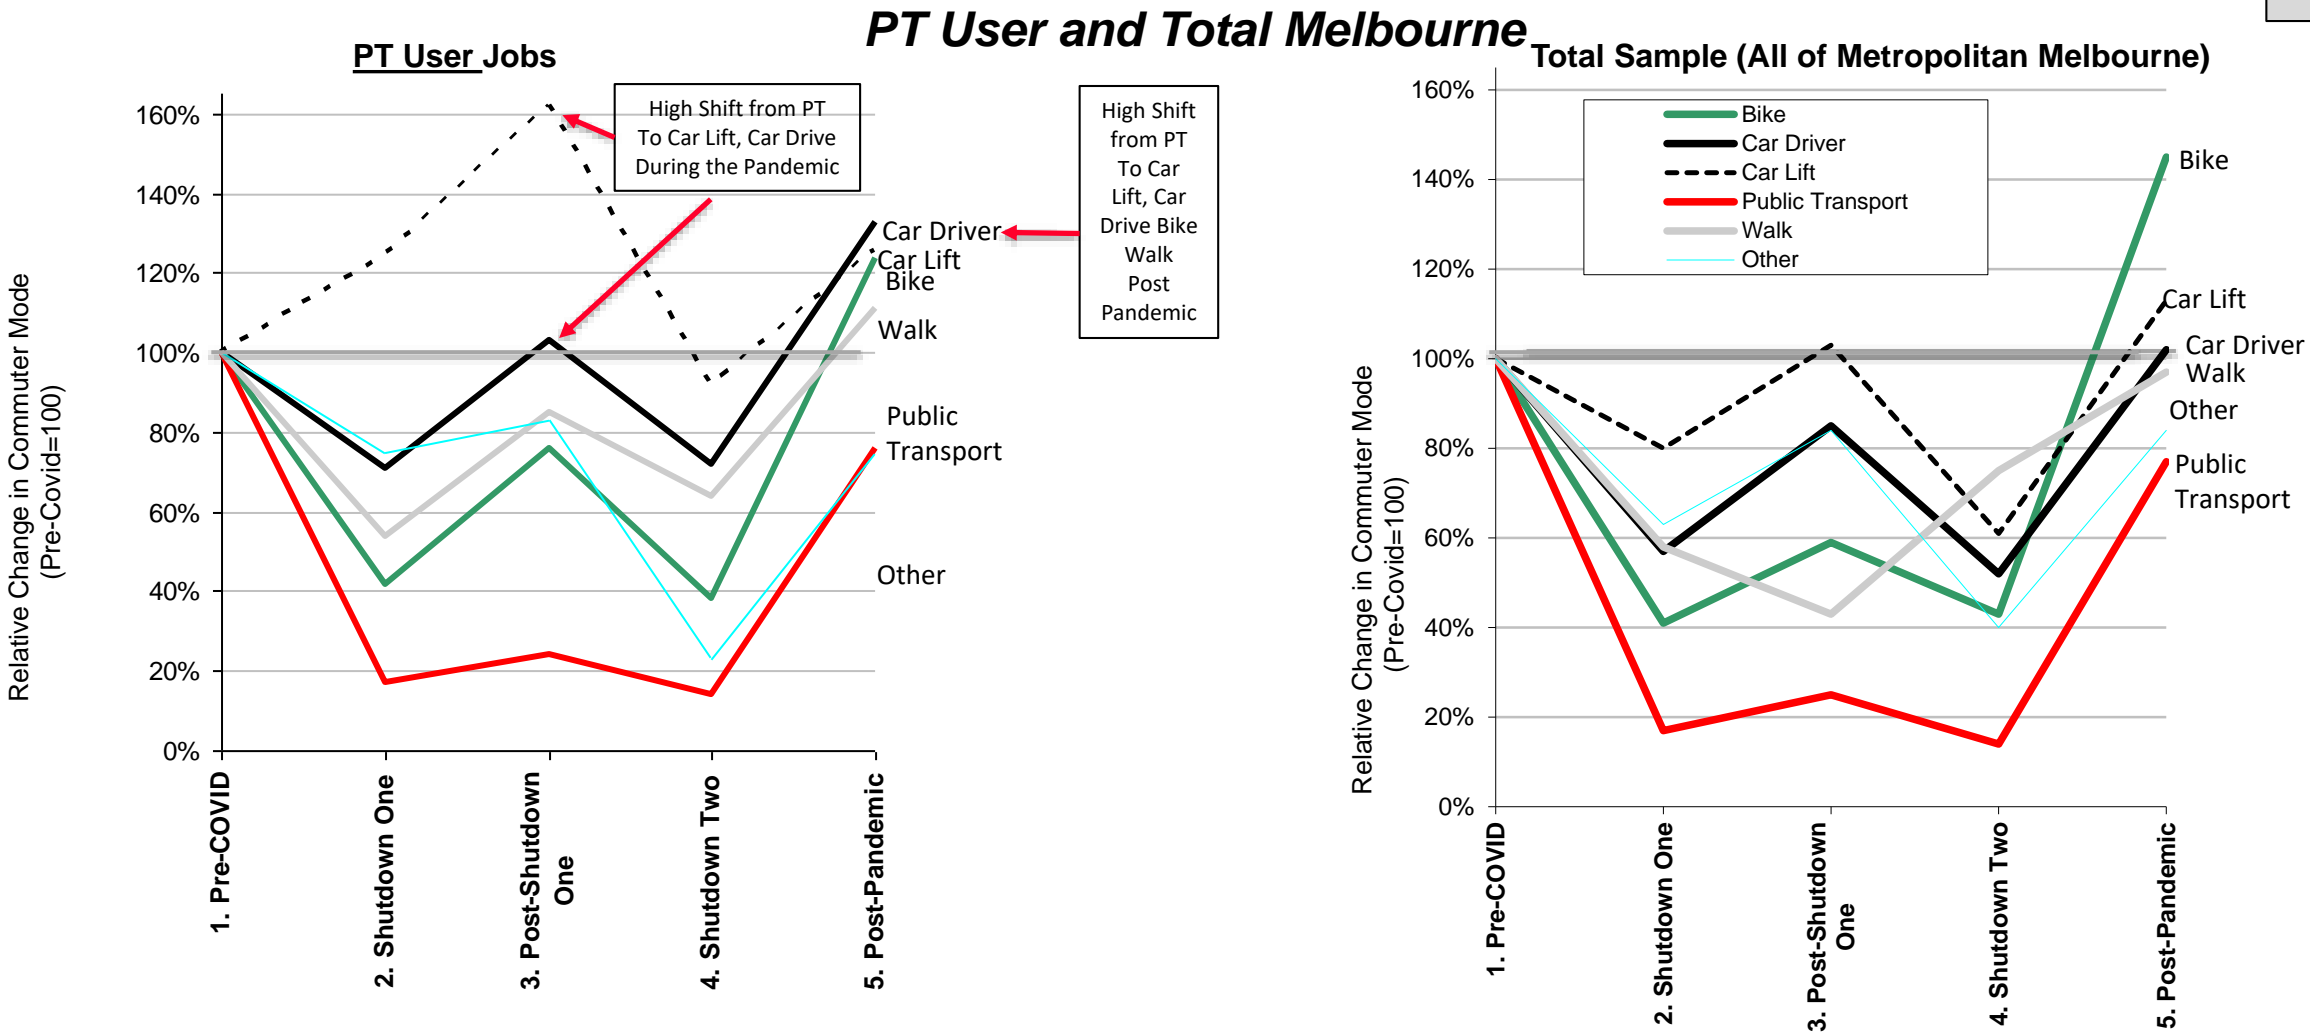 PT User and Total Melbourne
PT User Jobs
Relative Change in Commuter Mode
(Pre-Covid=100)
160%
140%
120%
100%
80%
60%
40%
20%
0%
High Shift from PT
To Car Lift, Car Drive
During the Pandemic
Car Driver
Car Lift
Bike
Walk
Public
Transport
Other
1. Pre-COVID
2. Shutdown One
3. Post-Shutdown
One
4. Shutdown Two
5. Post-Pandemic
High Shift
from PT
To Car
Lift, Car
Drive Bike
Walk
Post
Pandemic
Total Sample (All of Metropolitan Melbourne)
Relative Change in Commuter Mode
(Pre-Covid=100)
160%
140%
120%
100%
80%
60%
40%
20%
0%
Bike
Car Driver
Car Lift
Public Transport
Walk
Other
Bike
Car Lift
Car Driver
Walk
Other
Public
Transport
1. Pre-COVID
2. Shutdown One
3. Post-Shutdown
One
4. Shutdown Two
5. Post-Pandemic